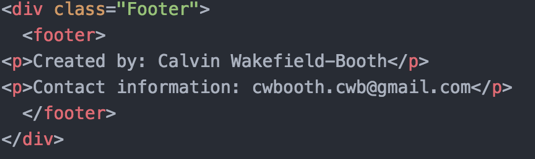 <div class="Footer">
<footer>
<p>Created by: Calvin Wakefield-Booth</p>
<p>Contact information: cwbooth.cwb@gmail.com</p>
</footer>
</div>